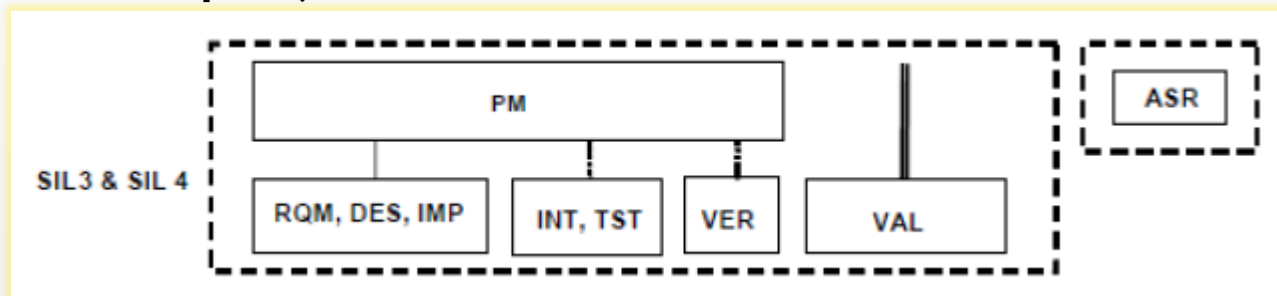 PM
ASR
SIL3 & SIL 4
RQM, DES, IMP
INT, TST
VER
VAL